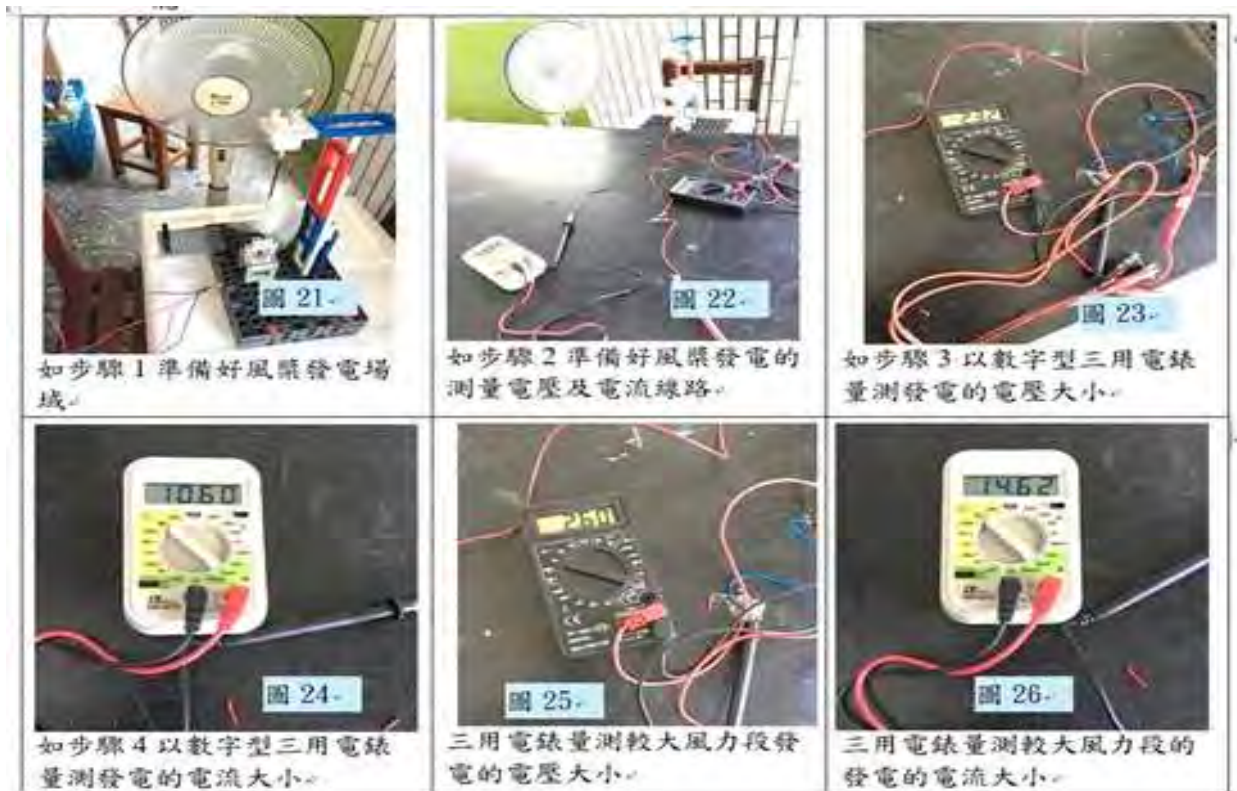 圖 21
圖 22
圖 23
如步驟 1 準備好風槳發電場
域
如步驟 2 準備好風槳發電的
測量電壓及電流線路
如步驟 3 以數字型三用電錶
量測發電的電壓大小
10.60
14.62
圖 24
圖 25
圖 26
如步驟 4 以數字型三用電錶
量測發電的電流大小
三用電錶量測較大風力段發
電的電壓大小
三用電錶量測較大風力段的
發電的電流大小